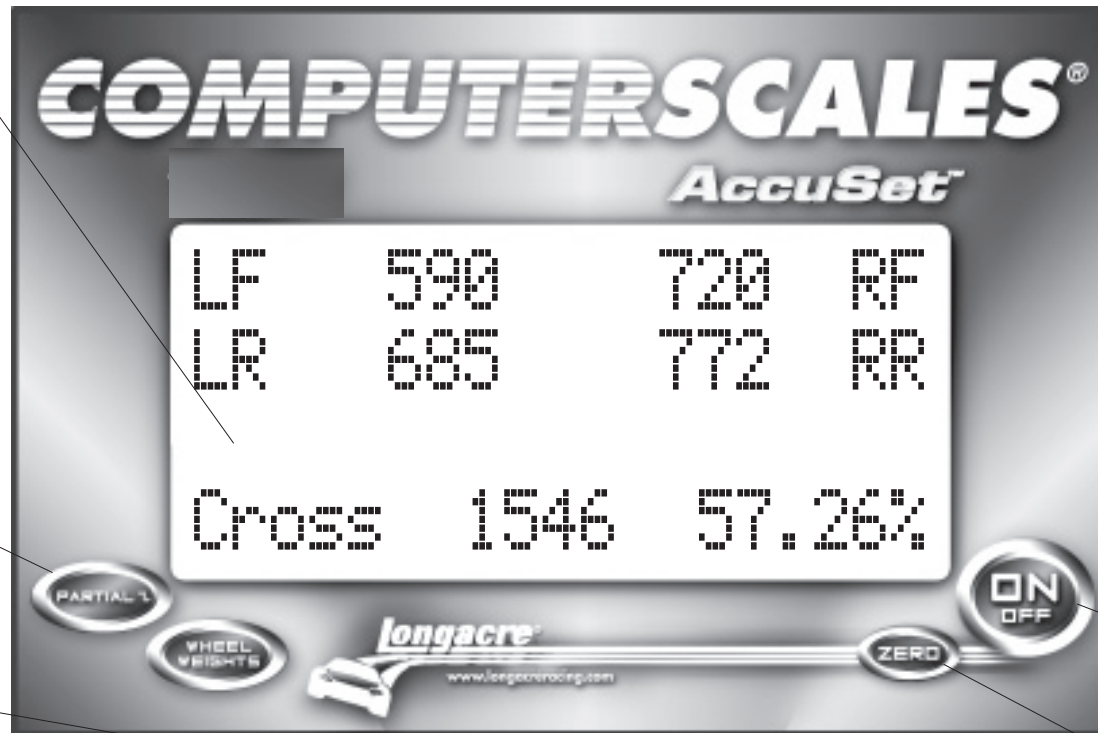 COMPUTERSCALES®
AccuSet™
LF 590 720 RF
LR 685 772 RR
Cross 1546 57.26%
PARTIAL %
ON
OFF
WHEEL
WEIGHTS
longacre®
ZERO
www.longacreracing.com